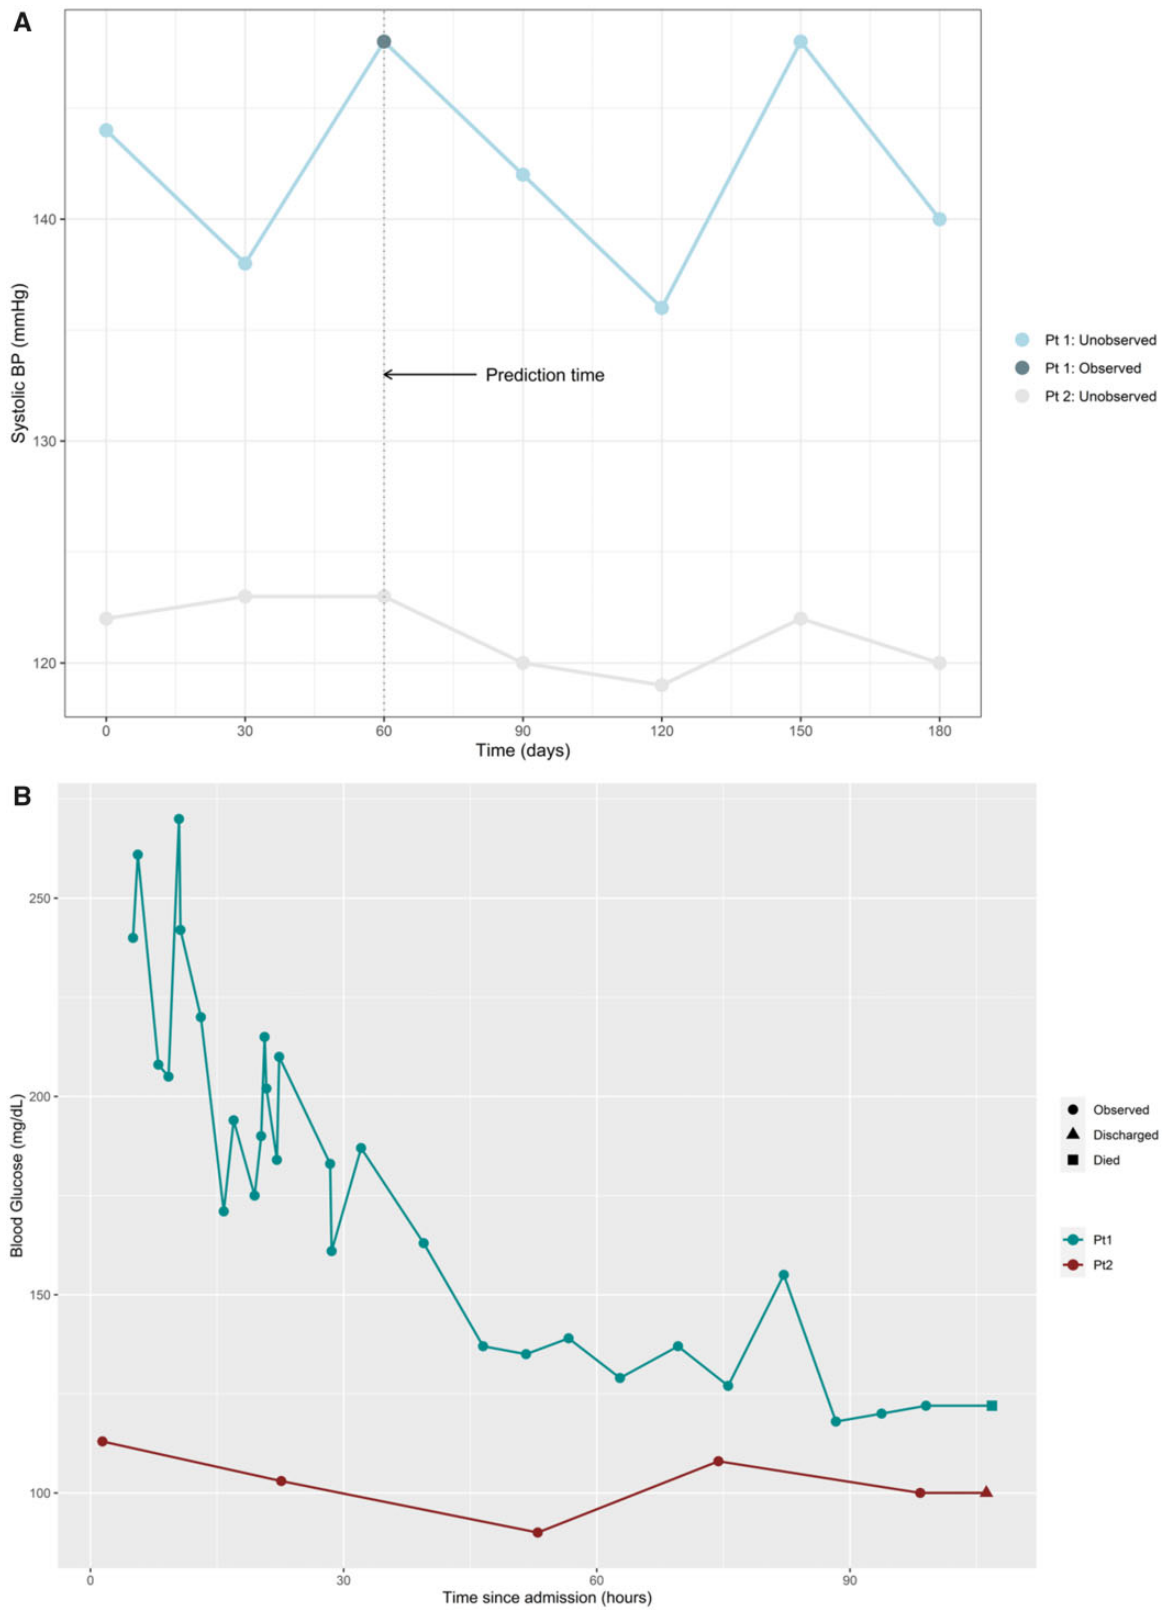 A
140
130
120
Systolic BP (mmHg)
Prediction time
0 30 60 90 120 150 180
Time (days)
Pt 1: Unobserved
Pt 1: Observed
Pt 2: Unobserved
B
250
200
150
100
Blood Glucose (mg/dL)
0 30 60 90
Time since admission (hours)
Observed
Discharged
Died
Pt1
Pt2